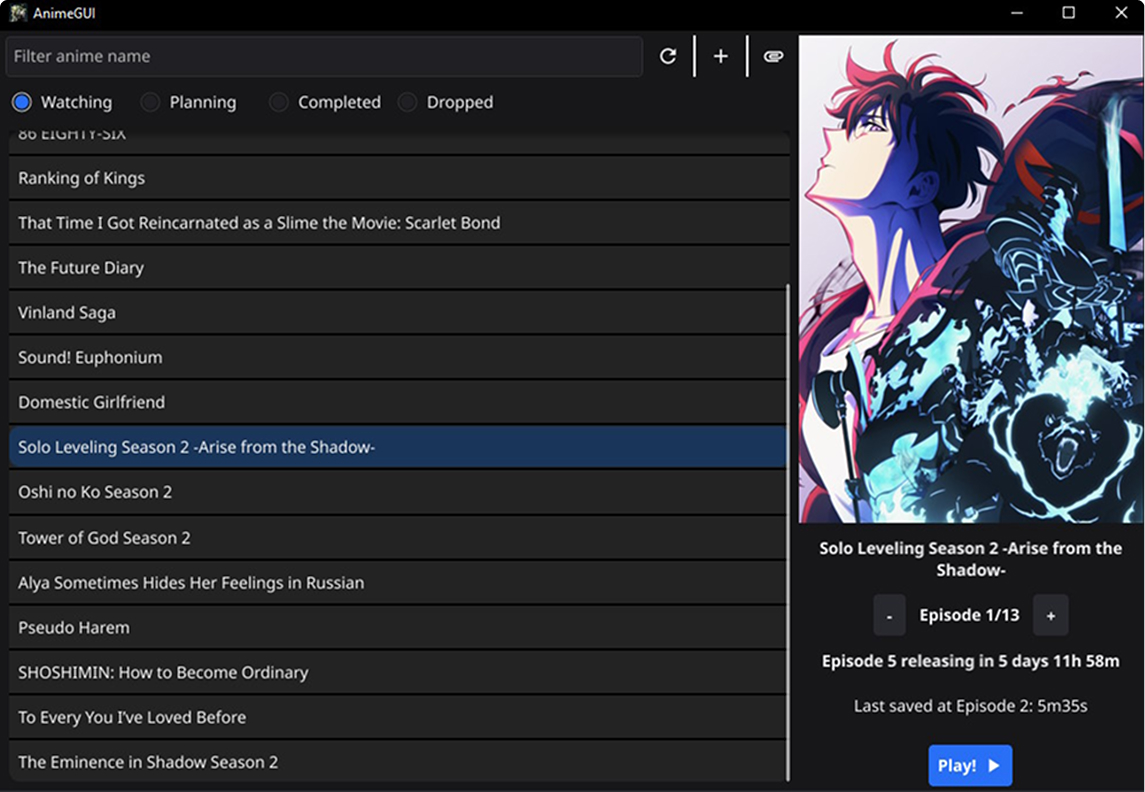 AnimeGUI
Filter anime name
Watching
Planning
Completed
Dropped
86 EIGHTY-SIX
Ranking of Kings
That Time I Got Reincarnated as a Slime the Movie: Scarlet Bond
The Future Diary
Vinland Saga
Sound! Euphonium
Domestic Girlfriend
Solo Leveling Season 2 -Arise from the Shadow-
Oshi no Ko Season 2
Tower of God Season 2
Alya Sometimes Hides Her Feelings in Russian
Pseudo Harem
SHOSHIMIN: How to Become Ordinary
To Every You I’ve Loved Before
The Eminence in Shadow Season 2
Solo Leveling Season 2 -Arise from the
Shadow-
- Episode 1/13 +
Episode 5 releasing in 5 days 11h 58m
Last saved at Episode 2: 5m35s
Play!